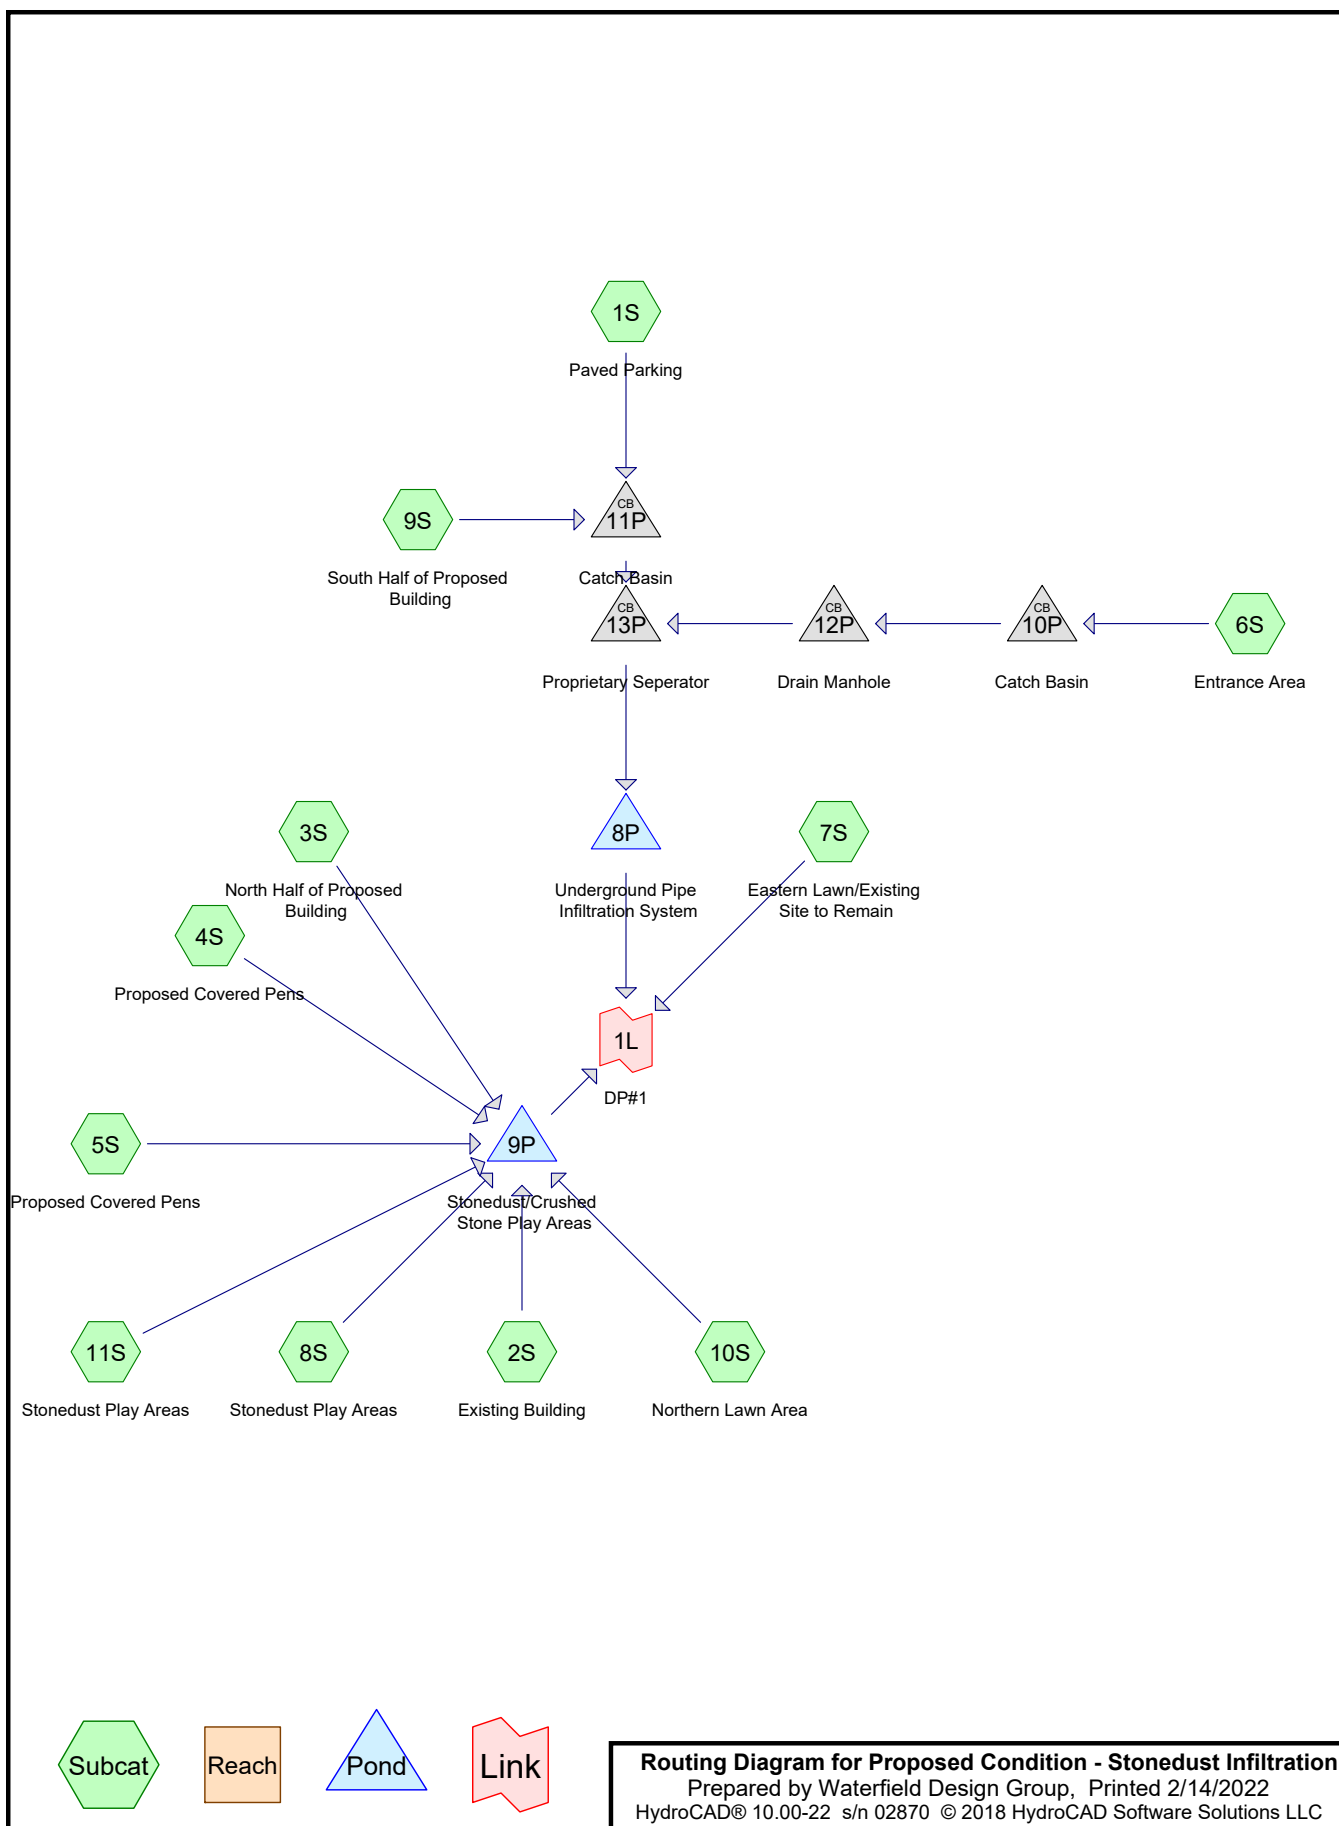 1S
Paved Parking
9S
South Half of Proposed
Building
CB
11P
Catch Basin
CB
13P
Proprietary Seperator
CB
12P
Drain Manhole
CB
10P
Catch Basin
6S
Entrance Area
3S
North Half of Proposed
Building
8P
Underground Pipe
Infiltration System
7S
Eastern Lawn/Existing
Site to Remain
4S
Proposed Covered Pens
1L
DP#1
5S
Proposed Covered Pens
9P
Stonedust/Crushed
Stone Play Areas
11S
Stonedust Play Areas
8S
Stonedust Play Areas
2S
Existing Building
10S
Northern Lawn Area
Subcat
Reach
Pond
Link
Routing Diagram for Proposed Condition - Stonedust Infiltration
Prepared by Waterfield Design Group, Printed 2/14/2022
HydroCAD® 10.00-22 s/n 02870 © 2018 HydroCAD Software Solutions LLC